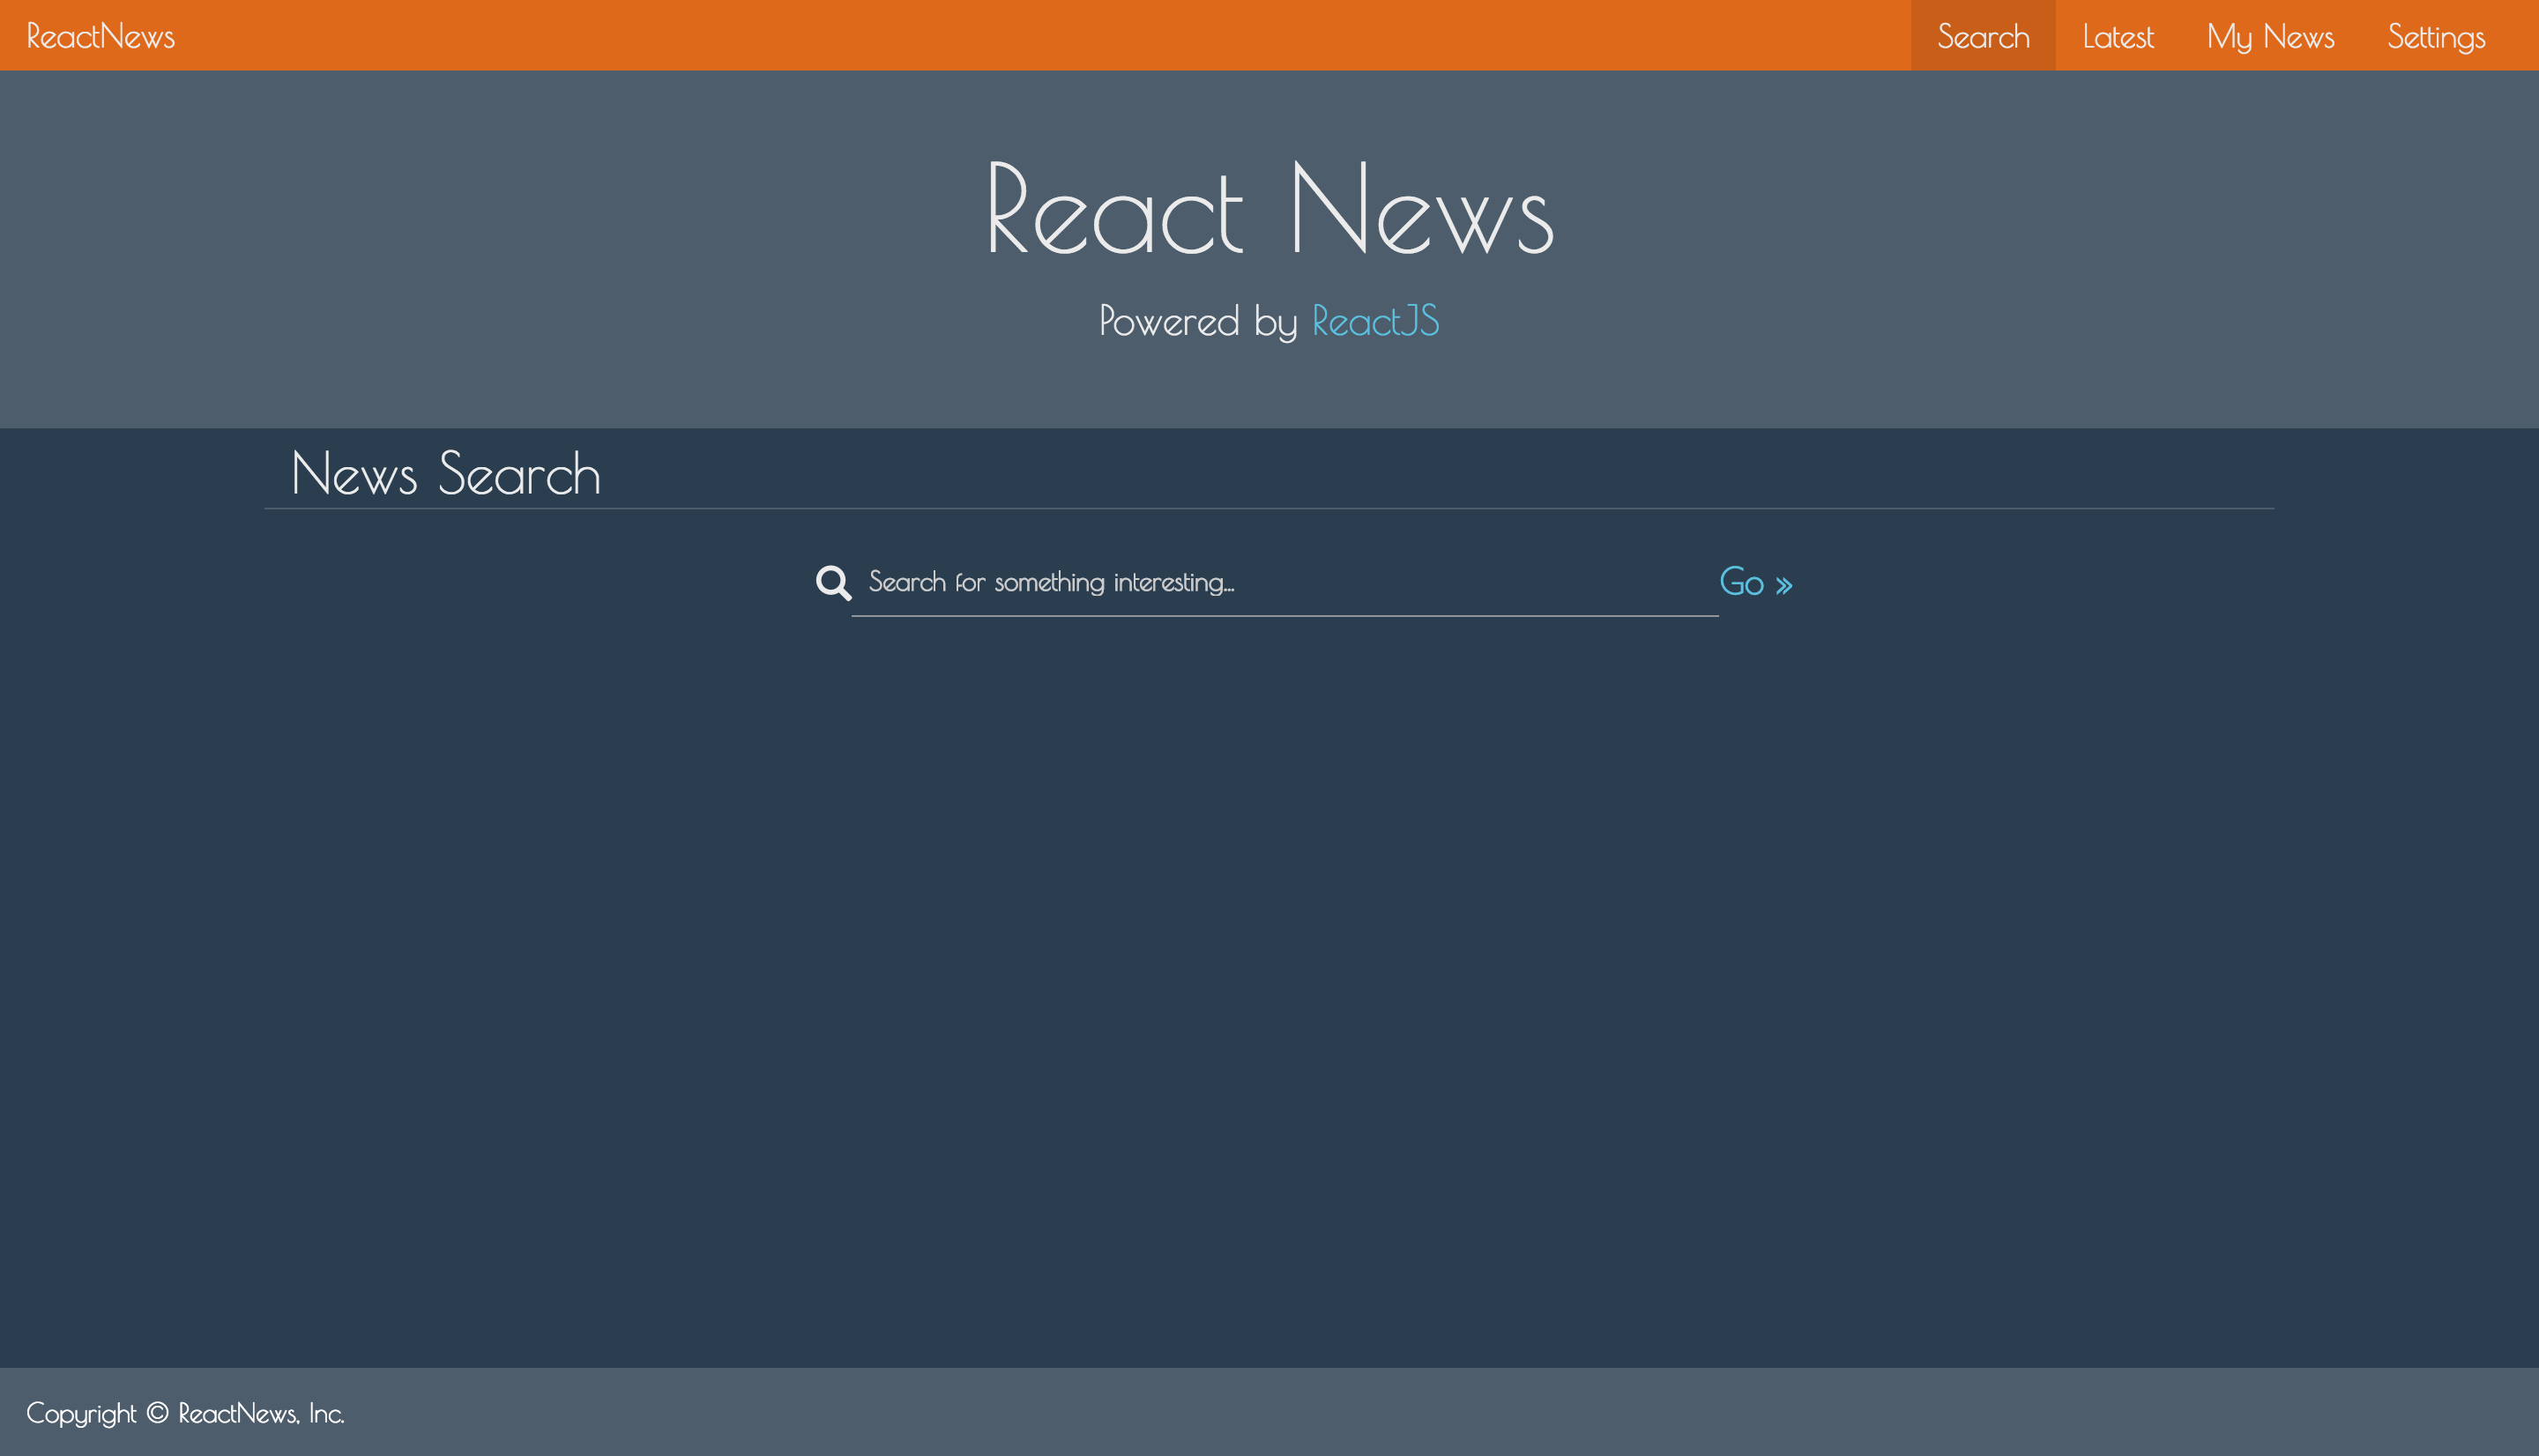 ReactNews Search Latest My News Settings
React News
Powered by ReactJS
News Search
Search for something interesting... Go »
Copyright © ReactNews, Inc.